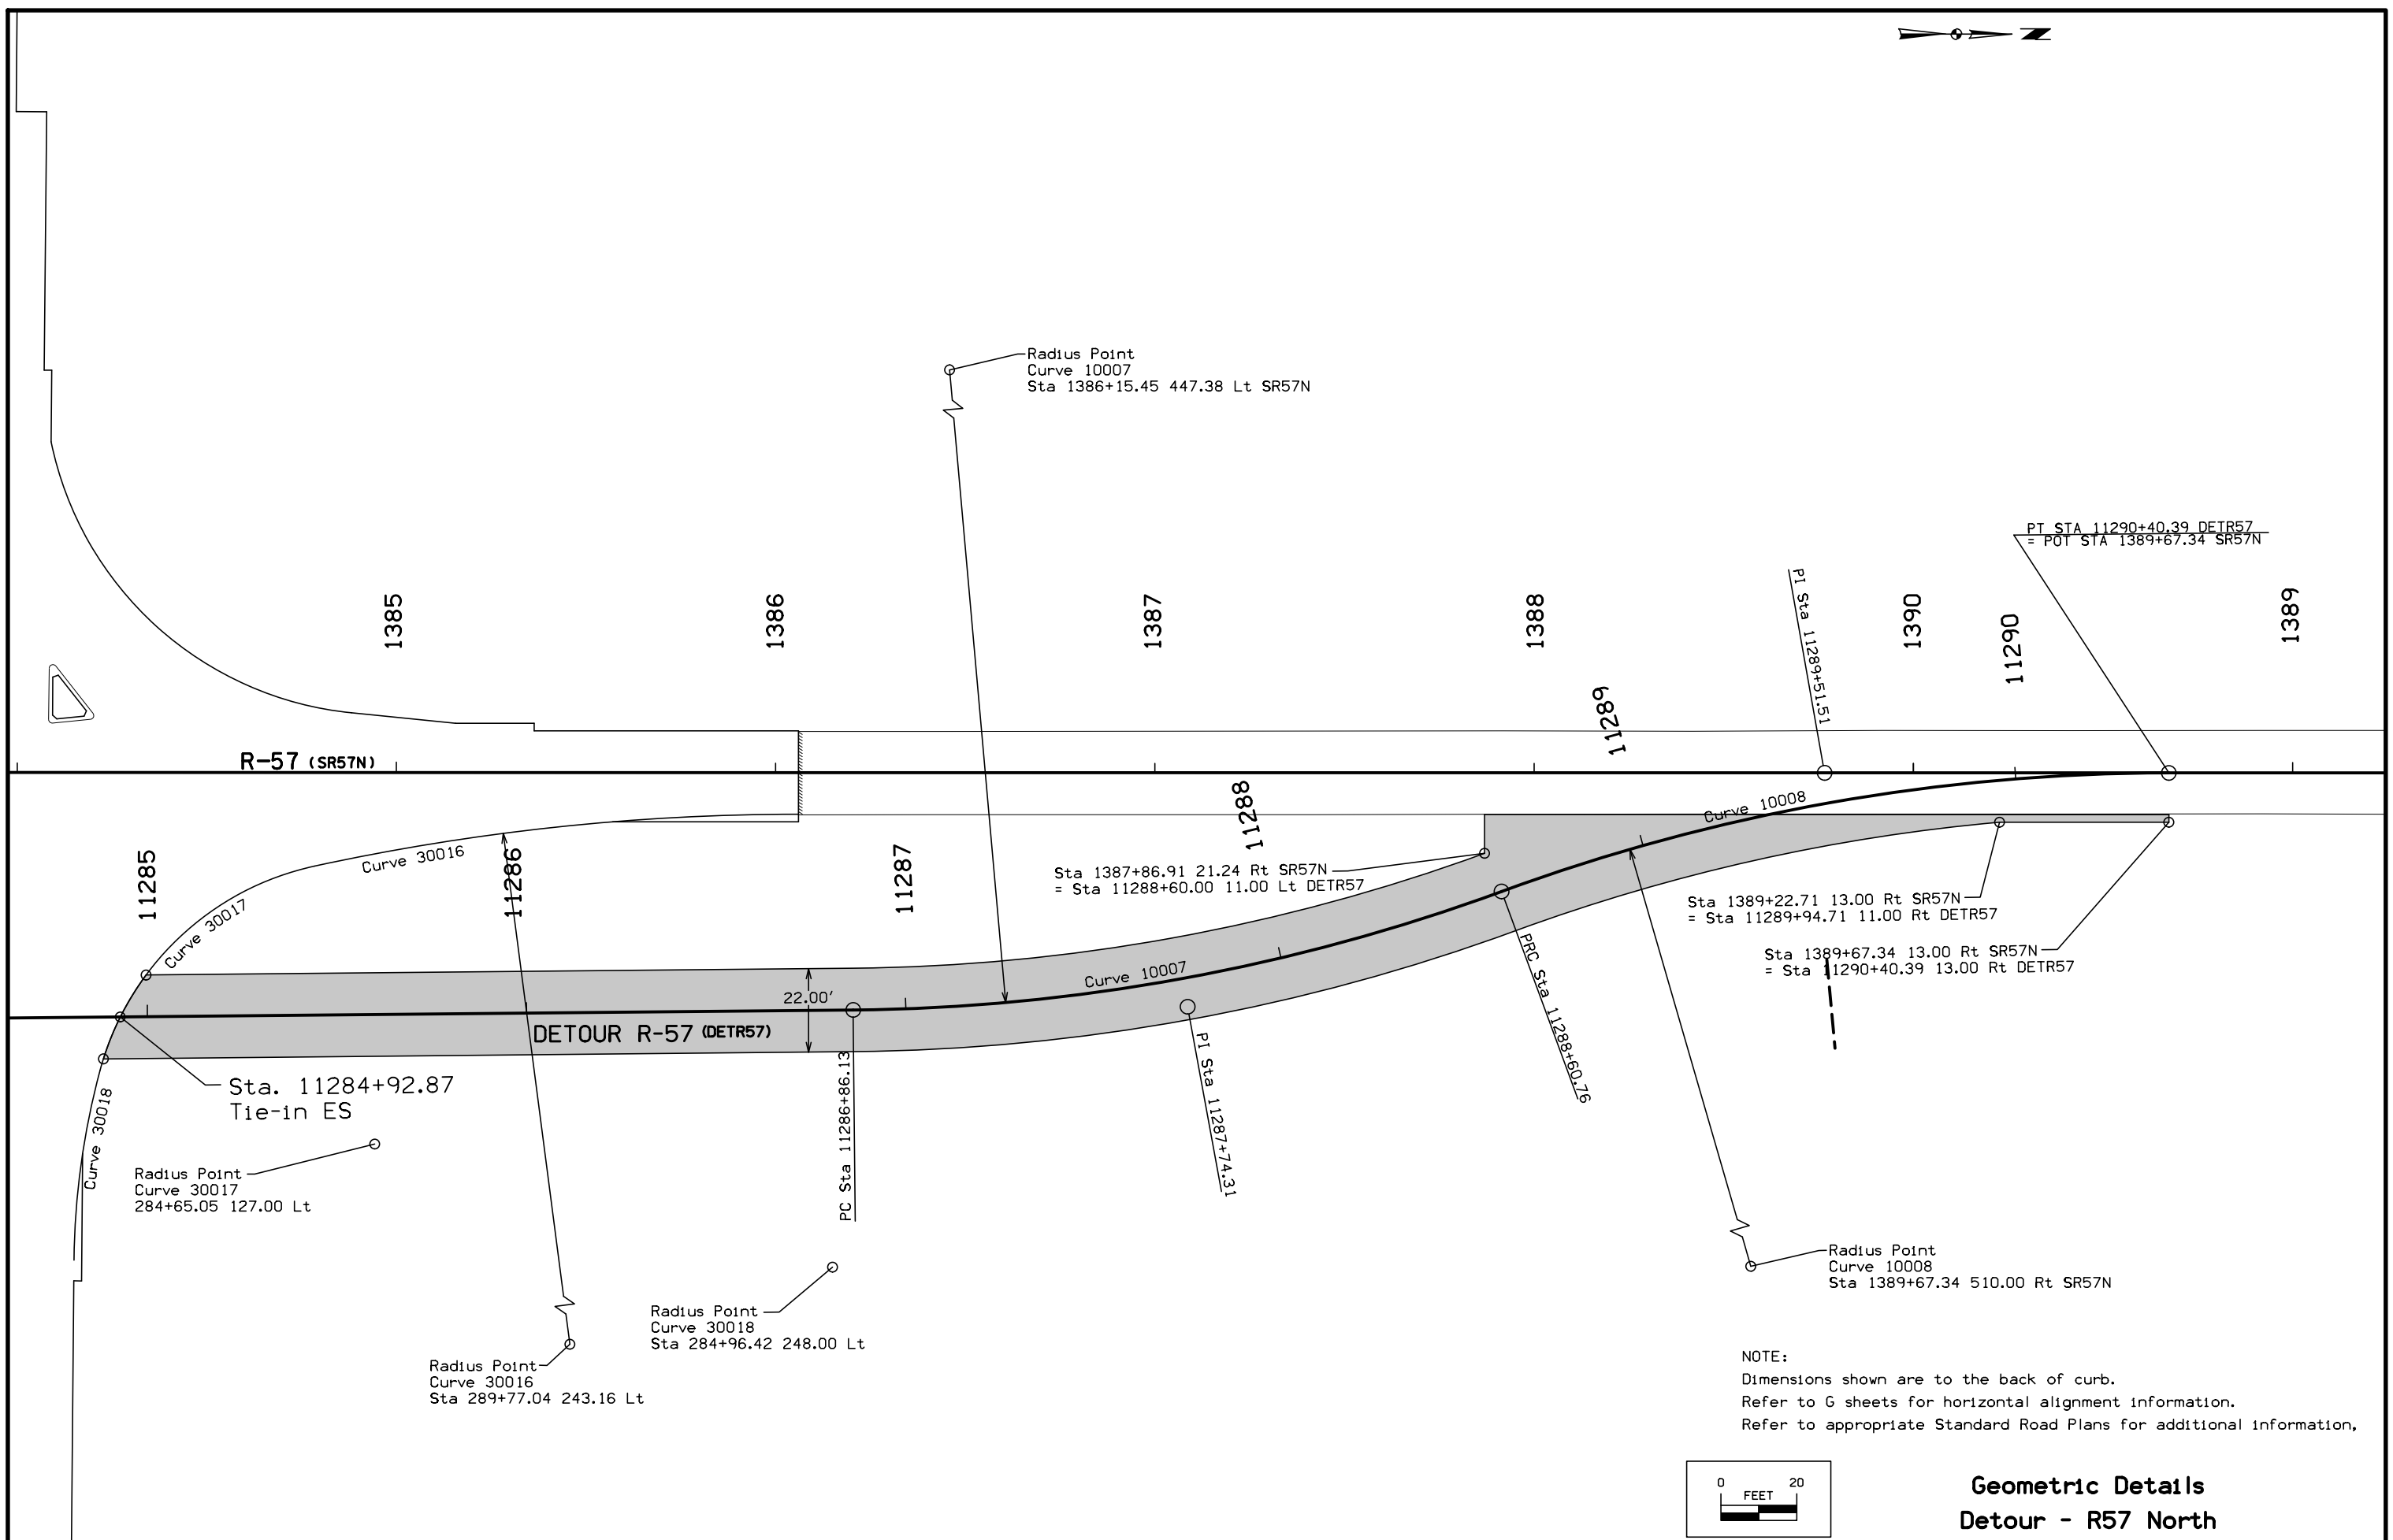 N
Radius Point
Curve 10007
Sta 1386+15.45 447.38 Lt SR57N
PT STA 11290+40.39 DETR57
= POT STA 1389+67.34 SR57N
PI Sta 11289+51.51
1385
1386
1387
1388
1390
11290
1389
11289
R-57 (SR57N)
Curve 10008
11288
Curve 30016
11285
11286
11287
Sta 1387+86.91 21.24 Rt SR57N
= Sta 11288+60.00 11.00 Lt DETR57
Sta 1389+22.71 13.00 Rt SR57N
= Sta 11289+94.71 11.00 Rt DETR57
Curve 30017
Sta 1389+67.34 13.00 Rt SR57N
= Sta 11290+40.39 13.00 Rt DETR57
Curve 10007
22.00'
PRC Sta 11288+60.76
DETOUR R-57 (DETR57)
PI Sta 11287+74.31
PC Sta 11286+86.13
Sta. 11284+92.87
Tie-in ES
Curve 30018
Radius Point
Curve 30017
284+65.05 127.00 Lt
Radius Point
Curve 10008
Sta 1389+67.34 510.00 Rt SR57N
Radius Point
Curve 30018
Sta 284+96.42 248.00 Lt
Radius Point
Curve 30016
Sta 289+77.04 243.16 Lt
NOTE:
Dimensions shown are to the back of curb.
Refer to G sheets for horizontal alignment information.
Refer to appropriate Standard Road Plans for additional information,
0 20
FEET
Geometric Details
Detour - R57 North